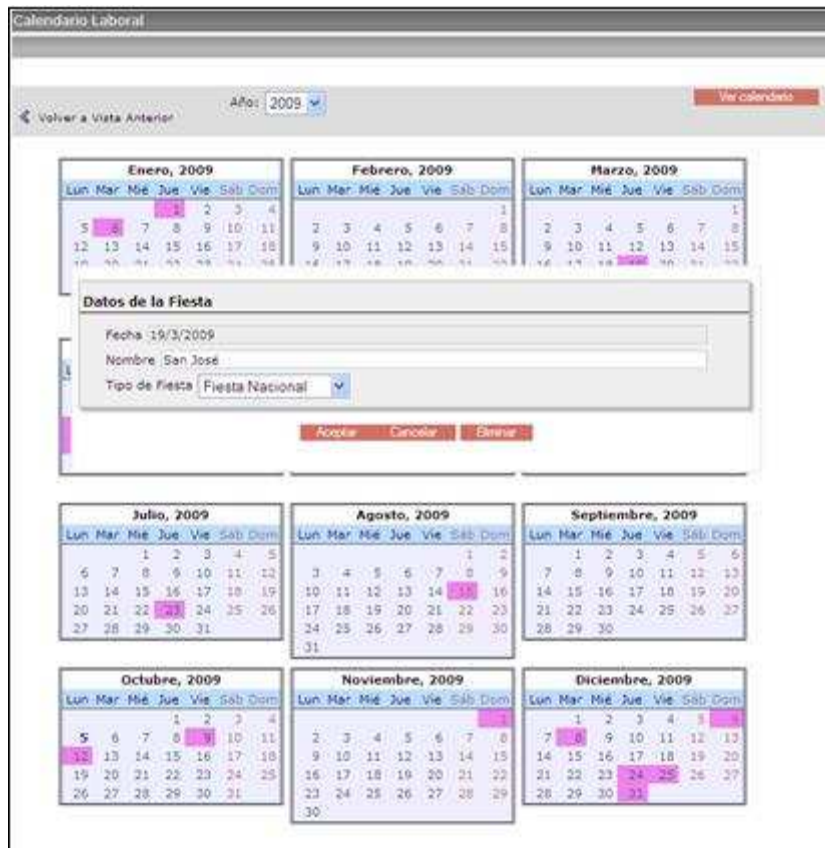 Calendario Laboral
Año: 2009
Ver calendario
Volver a Vista Anterior
Enero, 2009 Febrero, 2009 Marzo, 2009
Lun Mar Mié Jue Vie Sáb Dom Lun Mar Mié Jue Vie Sáb Dom Lun Mar Mié Jue Vie Sáb Dom
1 2 3 4 1 1
5 6 7 8 9 10 11 2 3 4 5 6 7 8 2 3 4 5 6 7 8
12 13 14 15 16 17 18 9 10 11 12 13 14 15 9 10 11 12 13 14 15
Datos de la Fiesta
Fecha 19/3/2009
Nombre San José
Tipo de Fiesta Fiesta Nacional
Aceptar Cancelar Eliminar
Julio, 2009 Agosto, 2009 Septiembre, 2009
Lun Mar Mié Jue Vie Sáb Dom Lun Mar Mié Jue Vie Sáb Dom Lun Mar Mié Jue Vie Sáb Dom
1 2 3 4 5 1 2 1 2 3 4 5 6
6 7 8 9 10 11 12 3 4 5 6 7 8 9 7 8 9 10 11 12 13
13 14 15 16 17 18 19 10 11 12 13 14 15 16 14 15 16 17 18 19 20
20 21 22 23 24 25 26 17 18 19 20 21 22 23 21 22 23 24 25 26 27
27 28 29 30 31 24 25 26 27 28 29 30 28 29 30
31
Octubre, 2009 Noviembre, 2009 Diciembre, 2009
Lun Mar Mié Jue Vie Sáb Dom Lun Mar Mié Jue Vie Sáb Dom Lun Mar Mié Jue Vie Sáb Dom
1 2 3 4 1 1 2 3 4 5 6
5 6 7 8 9 10 11 2 3 4 5 6 7 8 7 8 9 10 11 12 13
12 13 14 15 16 17 18 9 10 11 12 13 14 15 14 15 16 17 18 19 20
19 20 21 22 23 24 25 16 17 18 19 20 21 22 21 22 23 24 25 26 27
26 27 28 29 30 31 23 24 25 26 27 28 29 28 29 30 31
30